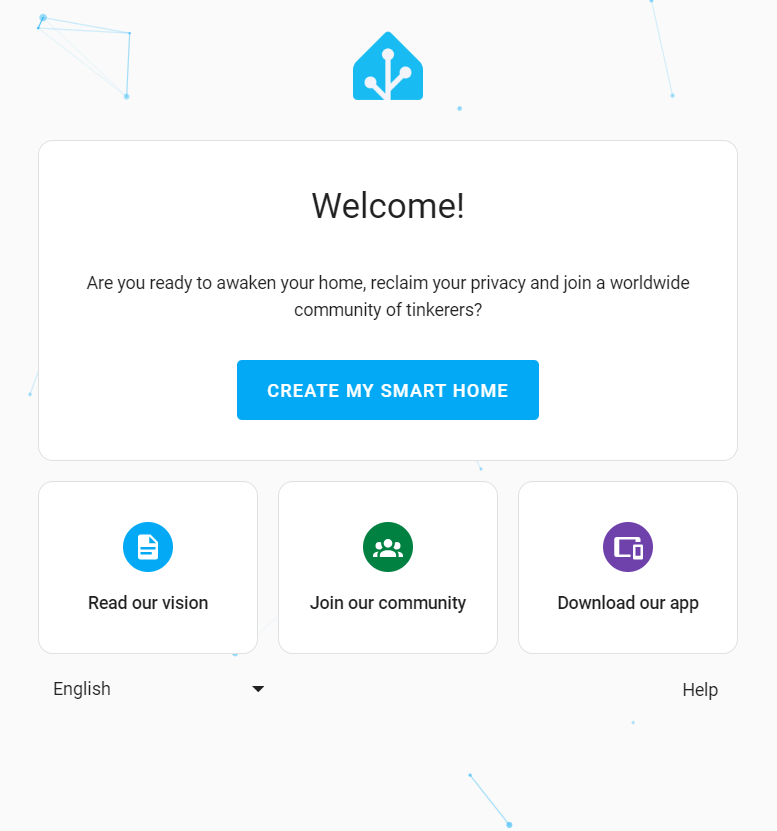 Welcome!
Are you ready to awaken your home, reclaim your privacy and join a worldwide
community of tinkerers?
CREATE MY SMART HOME
Read our vision
Join our community
Download our app
English
Help